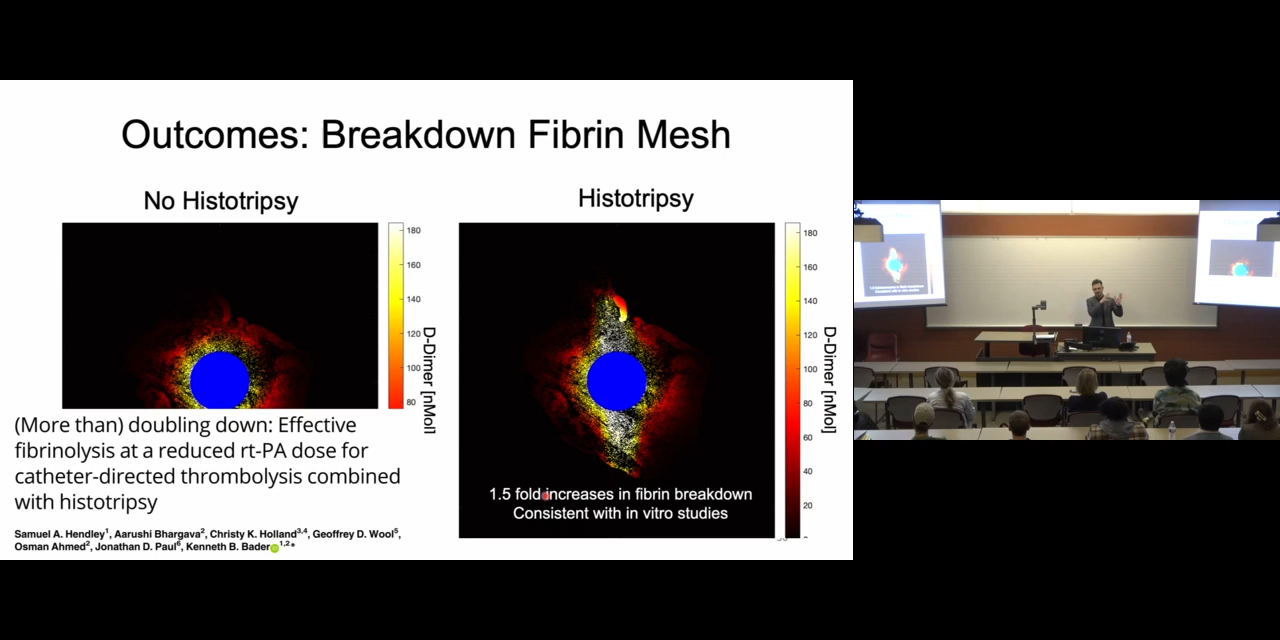 Outcomes: Breakdown Fibrin Mesh
No Histotripsy
180
160
140
120
100
80
D-Dimer [nMol]
Histotripsy
180
160
140
120
100
80
60
40
20
D-Dimer [nMol]
1.5 fold increases in fibrin breakdown
Consistent with in vitro studies
(More than) doubling down: Effective
fibrinolysis at a reduced rt-PA dose for
catheter-directed thrombolysis combined
with histotripsy
Samuel A. Hendley1, Aarushi Bhargava2, Christy K. Holland3,4, Geoffrey D. Wool5,
Osman Ahmed2, Jonathan D. Paul6, Kenneth B. Bader 1,2*